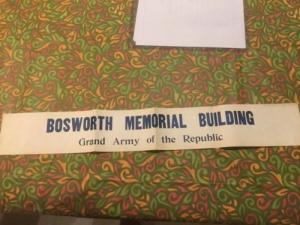 BOSWORTH MEMORIAL BUILDING
Grand Army of the Republic